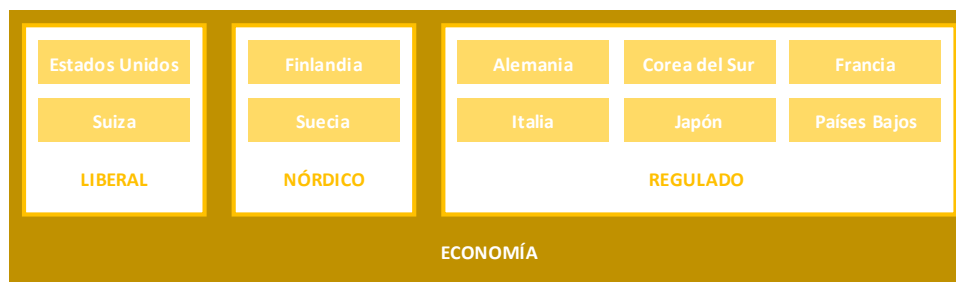 Estados Unidos
Suiza
LIBERAL
Finlandia
Suecia
NÓRDICO
Alemania Corea del Sur Francia
Italia Japón Países Bajos
REGULADO
ECONOMÍA